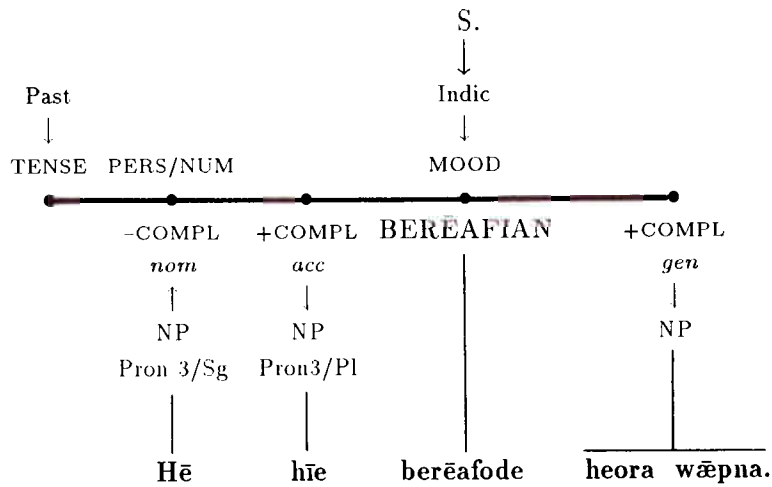 S.
Past Indic
TENSE PERS/NUM MOOD
–COMPL +COMPL BERĒAFIAN +COMPL
nom acc gen
NP NP NP
Pron 3/Sg Pron3/Pl
Hē hīe berēafode heora wǣpna.